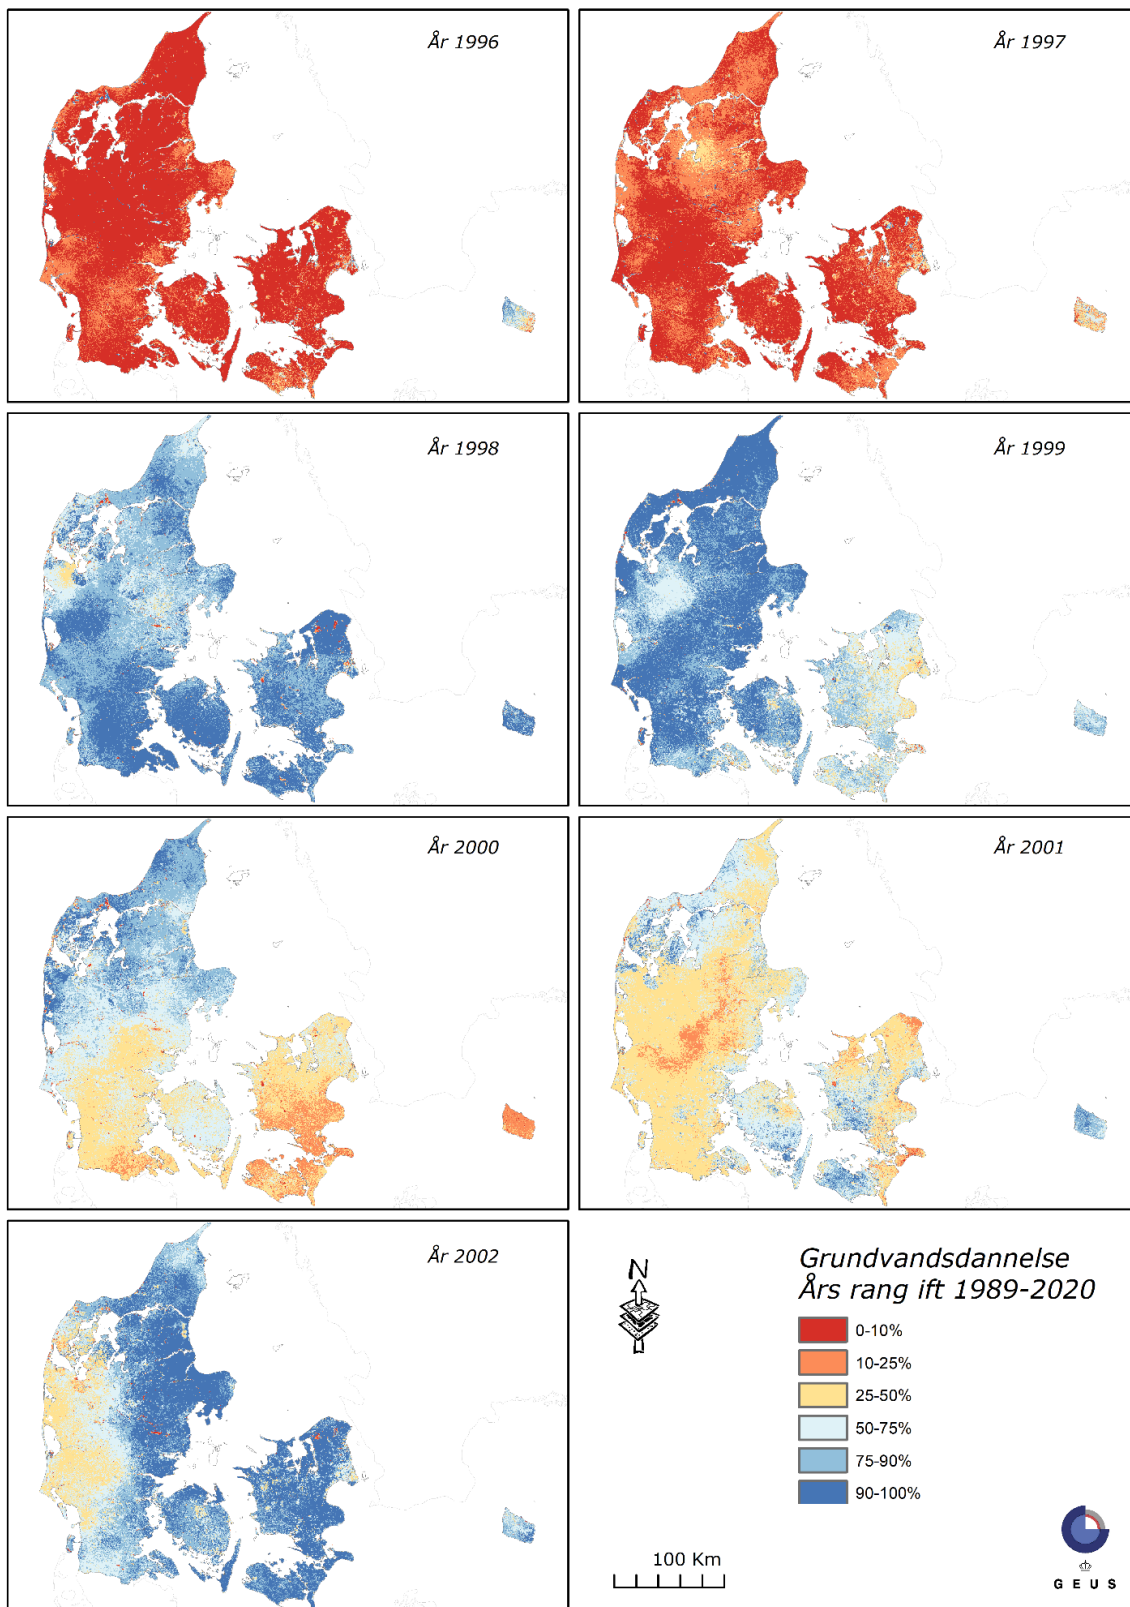 År 1996
År 1997
År 1998
År 1999
År 2000
År 2001
År 2002
N
Grundvandsdannelse
Års rang ift 1989-2020
0-10%
10-25%
25-50%
50-75%
75-90%
90-100%
100 Km
GEUS